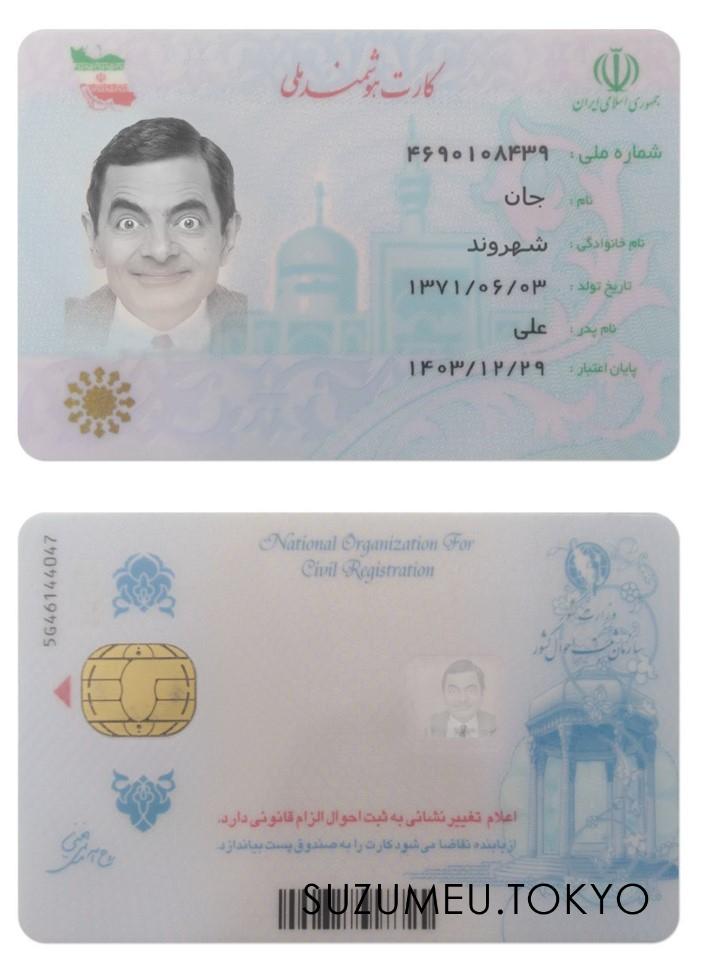 کارت هوشمند ملی
جمهوری اسلامی ایران
شماره ملی : ۴۶۹۰۱۰۸۴۳۹
نام : جان
نام خانوادگی : شهروند
تاریخ تولد : ۱۳۷۱/۰۶/۰۳
نام پدر : علی
پایان اعتبار : ۱۴۰۳/۱۲/۲۹
5G46144047
National Organization For
Civil Registration
وزارت کشور
سازمان ثبت احوال کشور
اعلام تغییر نشانی به ثبت احوال الزام قانونی دارد.
از یابنده تقاضا می شود کارت را به صندوق پست بیاندازد.
SUZUMEU.TOKYO